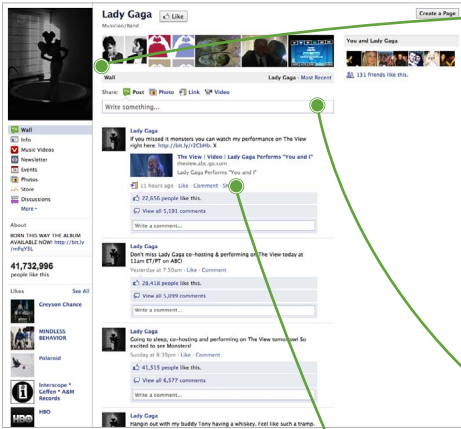 Lady Gaga
Like
Create a Page
Musician/Band
You and Lady Gaga
131 friends like this.
Wall
Lady Gaga · Most Recent
Share: Post Photo Link Video
Write something...
Wall
Info
Music Videos
Newsletter
Events
Photos
Store
Discussions
More
About
BORN THIS WAY THE ALBUM
AVAILABLE NOW! http://bit.ly
41,732,996
people like this
Likes
See All
Greyson Chance
MINDLESS
BEHAVIOR
Polaroid
Interscope *
Geffen * A&M
Records
HBO
HBO
Lady Gaga
If you missed it monsters you can watch my performance on The View
right here: http://bit.ly/r2CbHb. X
The View | Video | Lady Gaga Performs "You and I"
theview.abc.go.com
Lady Gaga Performs "You and I"
11 hours ago · Like · Comment ·
27,656 people like this.
View all 5,191 comments
Write a comment...
Lady Gaga
Don't miss Lady Gaga co-hosting & performing on The View today at
11am ET/PT on ABC!
Yesterday at 7:50am · Like · Comment
28,418 people like this.
View all 5,099 comments
Write a comment...
Lady Gaga
Going to sleep, co-hosting and performing on The View tomorrow! So
excited to see Monsters!
Sunday at 8:39pm · Like · Comment
41,515 people like this.
View all 6,577 comments
Write a comment...
Lady Gaga
Hangin out with my buddy Tony having a whiskey. Feel like such a tramp.